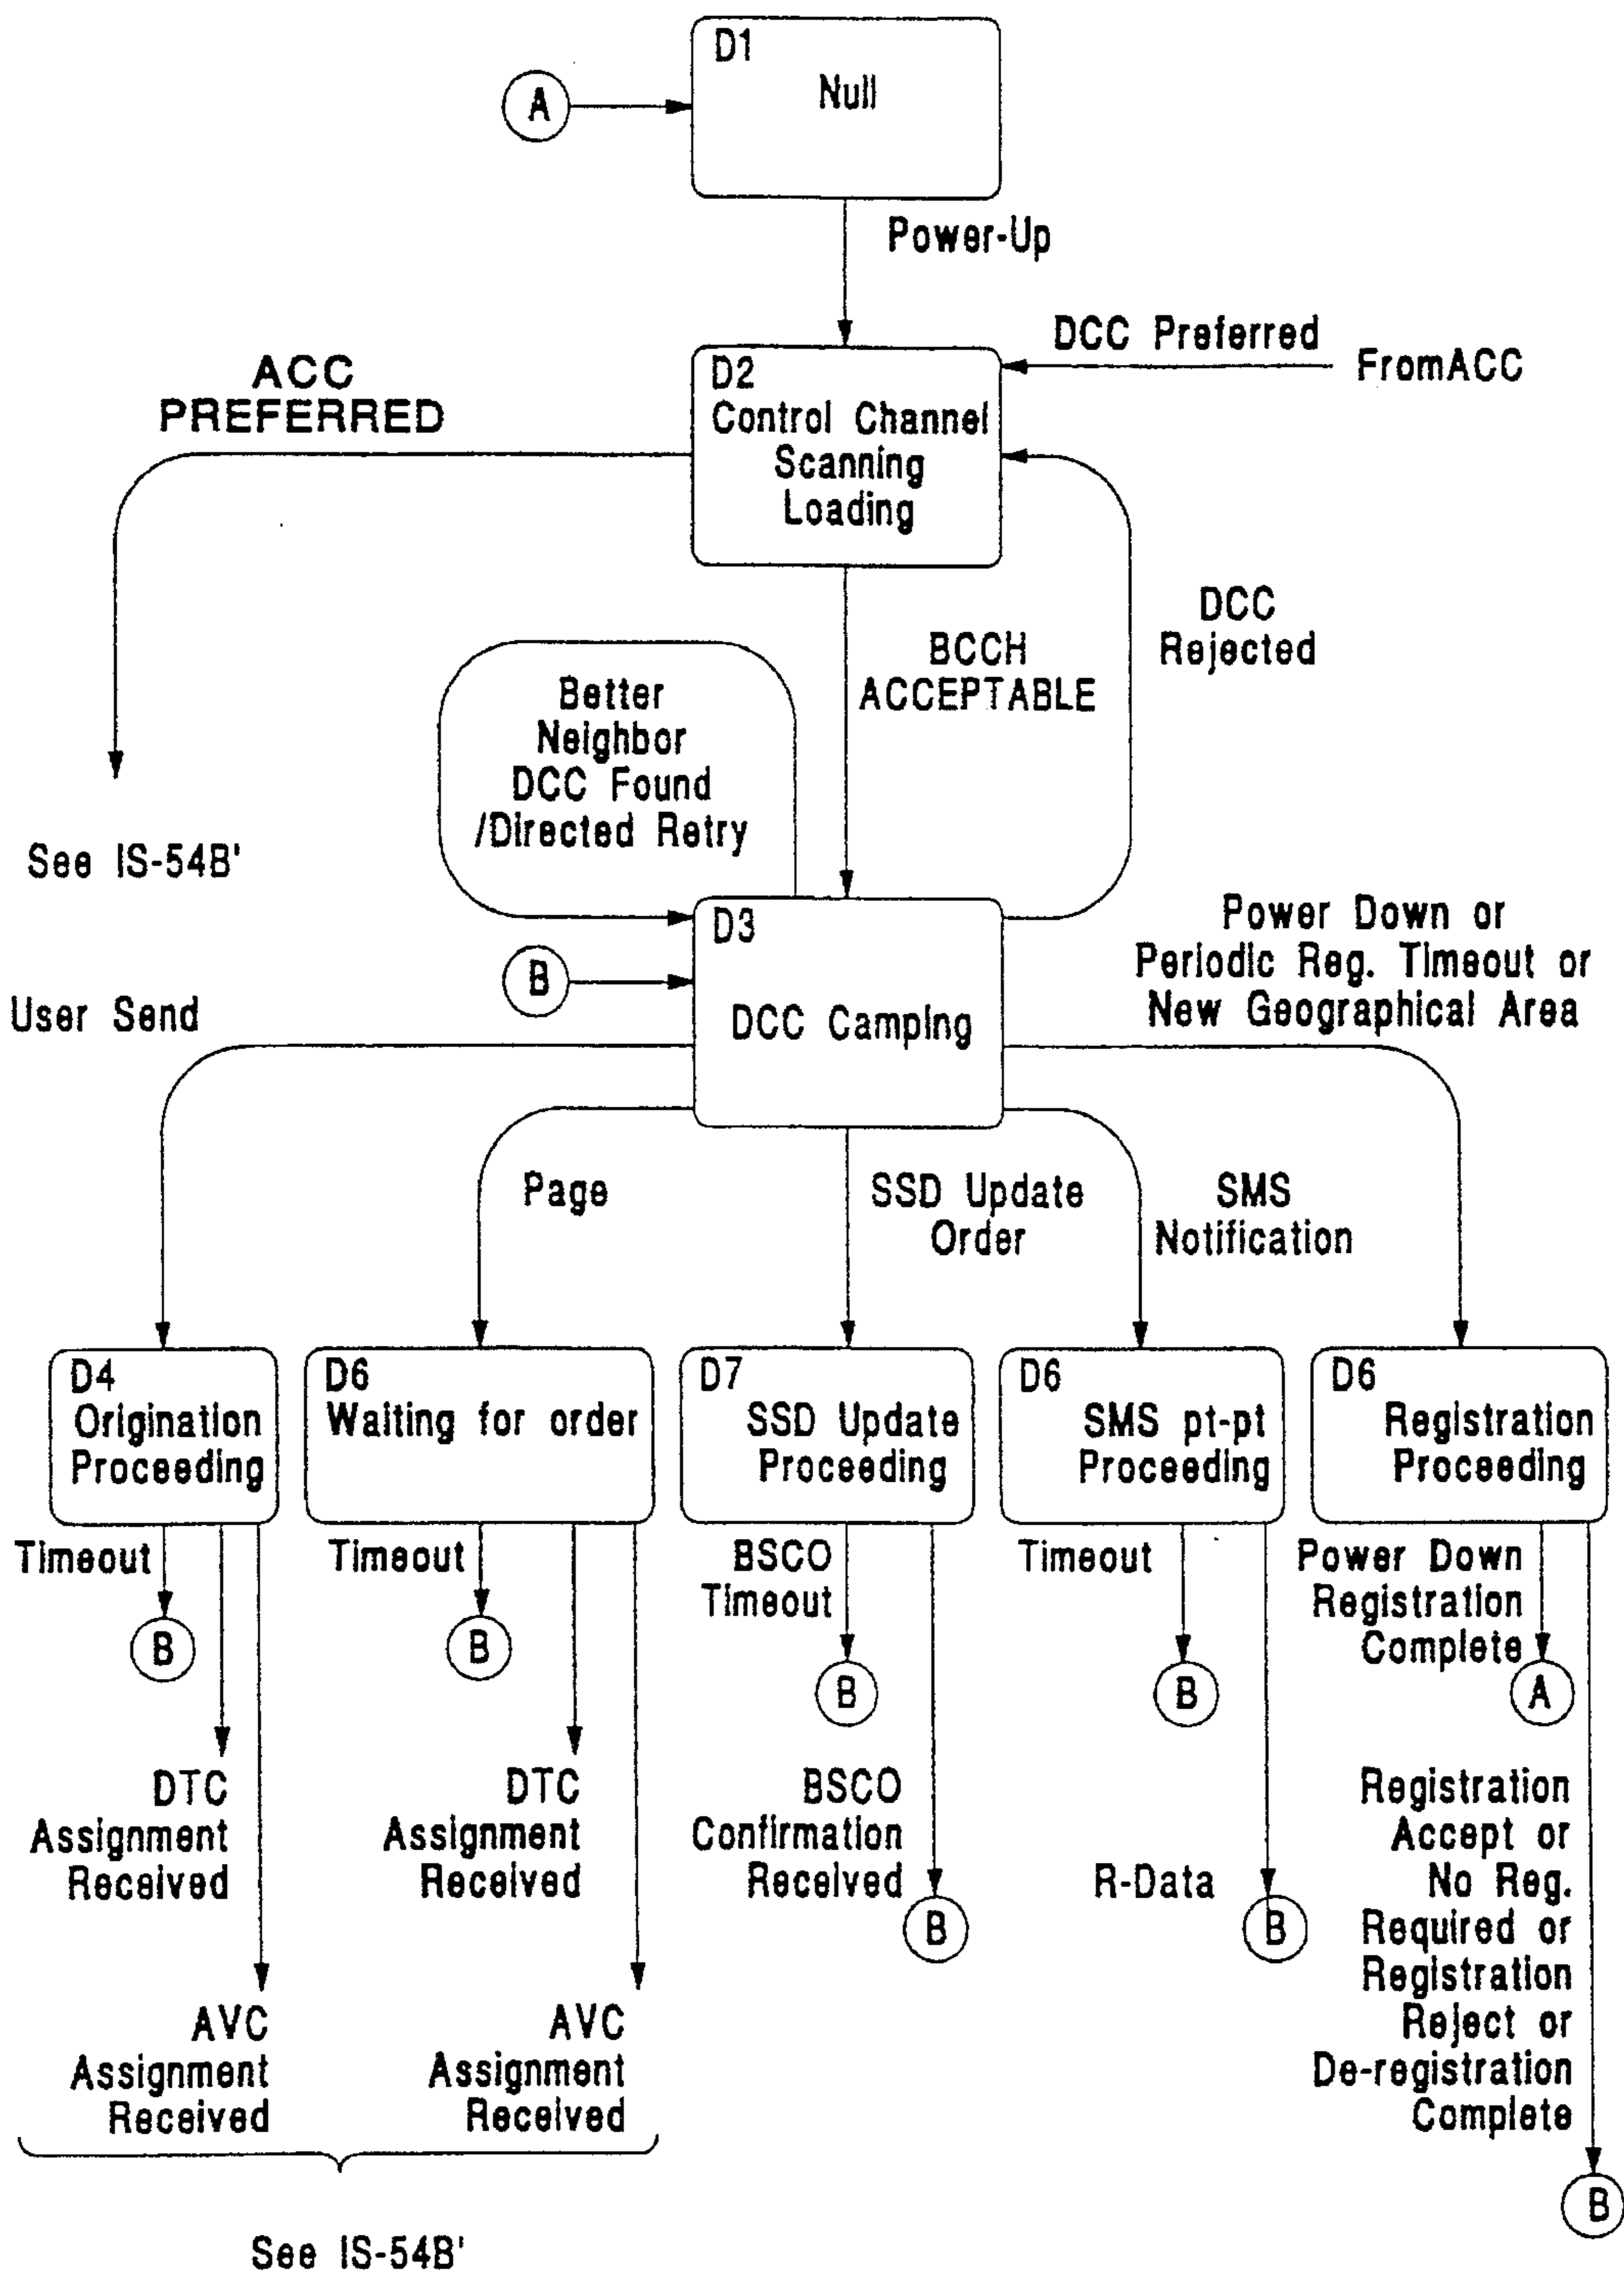 D1
Null
A
Power-Up
DCC Preferred
FromACC
ACC
PREFERRED
D2
Control Channel
Scanning
Loading
DCC
Rejected
BCCH
ACCEPTABLE
Better
Neighbor
DCC Found
/Directed Retry
See IS-54B'
D3
DCC Camping
B
Power Down or
Periodic Reg. Timeout or
New Geographical Area
User Send
Page
SSD Update
Order
SMS
Notification
D4
Origination
Proceeding
D6
Waiting for order
D7
SSD Update
Proceeding
D6
SMS pt-pt
Proceeding
D6
Registration
Proceeding
Timeout
B
DTC
Assignment
Received
AVC
Assignment
Received
Timeout
B
DTC
Assignment
Received
AVC
Assignment
Received
See IS-54B'
BSCO
Timeout
B
BSCO
Confirmation
Received
B
Timeout
B
R-Data
B
Power Down
Registration
Complete
A
Registration
Accept or
No Reg.
Required or
Registration
Reject or
De-registration
Complete
B